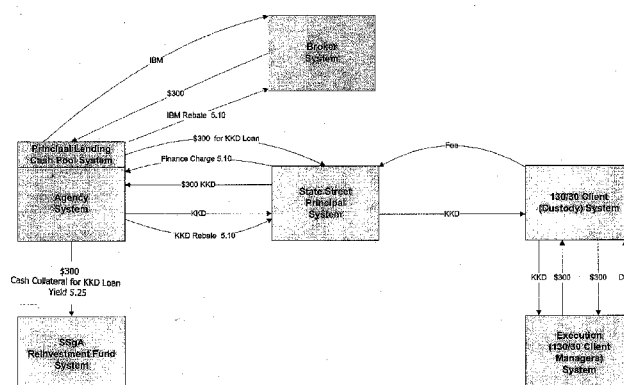 IBM
Broker
System
$300
IBM Rebate 5.10
Principal Lending
Cash Pool System
$300 for KKD Loan
Finance Charge 5.10
Fee
Agency
System
$300 KKD
State Street
Principal
System
130/30 Client
(Custody) System
KKD
KKD
KKD Rebate 5.10
$300
Cash Collateral for KKD Loan
Yield 5.25
KKD
$300
$300
D
SSgA
Reinvestment Fund
System
Execution
(130/30 Client
Managers)
System